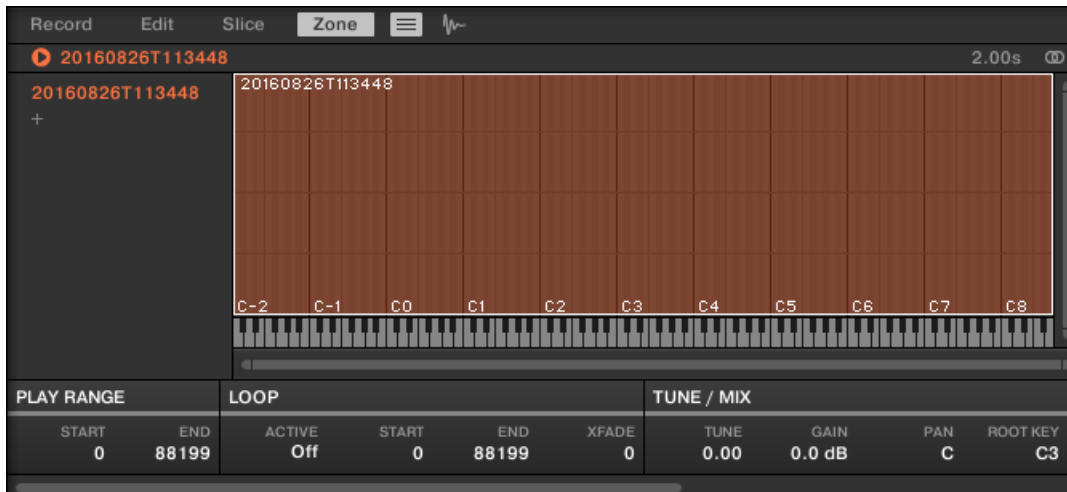 Record Edit Slice Zone
20160826T113448 2.00s
20160826T113448
+
20160826T113448
C-2 C-1 C0 C1 C2 C3 C4 C5 C6 C7 C8
PLAY RANGE LOOP TUNE / MIX
START END ACTIVE START END XFADE TUNE GAIN PAN ROOT KEY
0 88199 Off 0 88199 0 0.00 0.0 dB C C3